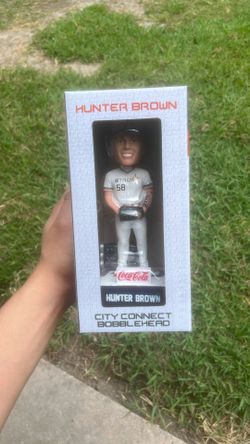 HUNTER BROWN
58
Coca-Cola
HUNTER BROWN
CITY CONNECT
BOBBLEHEAD